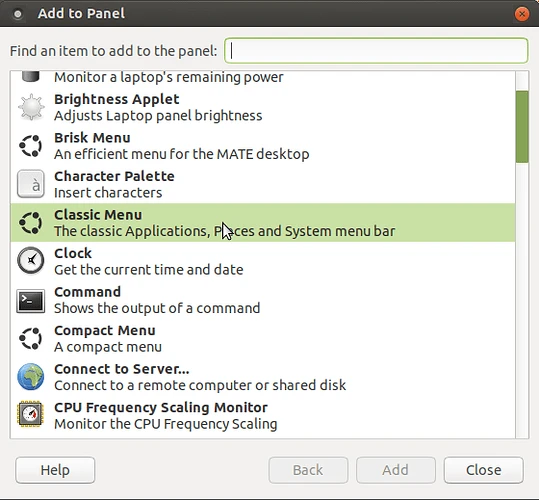 Add to Panel
Find an item to add to the panel:
Monitor a laptop's remaining power
Brightness Applet
Adjusts Laptop panel brightness
Brisk Menu
An efficient menu for the MATE desktop
à
Character Palette
Insert characters
Classic Menu
The classic Applications, Places and System menu bar
Clock
Get the current time and date
Command
Shows the output of a command
Compact Menu
A compact menu
Connect to Server...
Connect to a remote computer or shared disk
CPU Frequency Scaling Monitor
Monitor the CPU Frequency Scaling
Help
Back
Add
Close